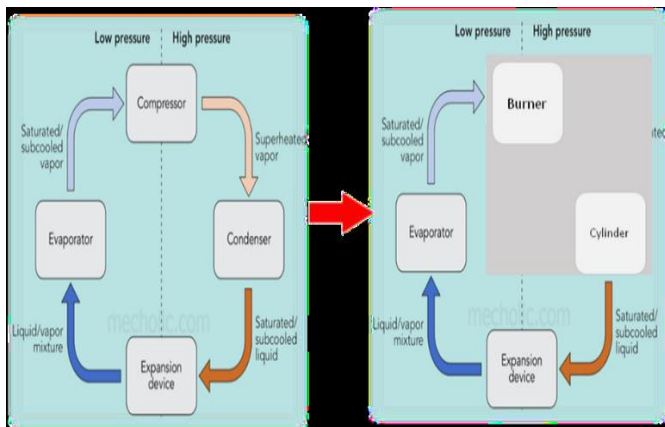 Low pressure High pressure
Compressor
Saturated/
subcooled
vapor
Superheated
vapor
Evaporator
Condenser
mecholic.com
Liquid/vapor
mixture
Saturated/
subcooled
liquid
Expansion
device
Low pressure High pressure
Burner
Saturated/
subcooled
vapor
Evaporator
Cylinder
mecholic.com
Liquid/vapor
mixture
Saturated/
subcooled
liquid
Expansion
device